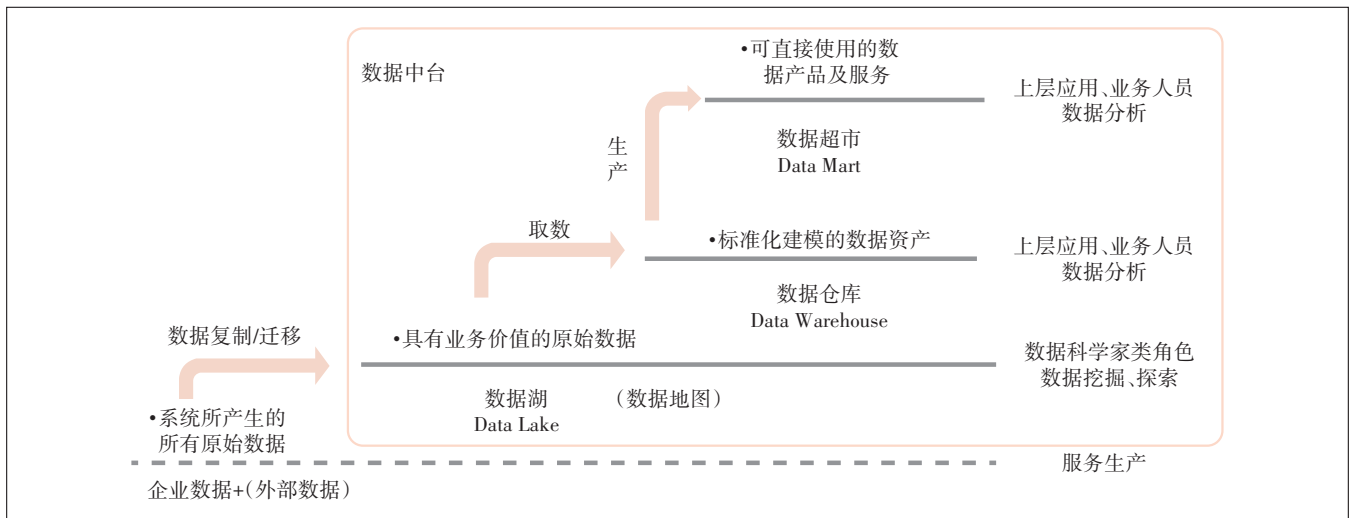 数据中台
•可直接使用的数
据产品及服务
上层应用、业务人员
数据分析
生
产
数据超市
Data Mart
取数
•标准化建模的数据资产
上层应用、业务人员
数据分析
数据仓库
Data Warehouse
数据复制/迁移
•具有业务价值的原始数据
数据科学家类角色
数据挖掘、探索
数据湖
Data Lake
（数据地图）
•系统所产生的
所有原始数据
服务生产
企业数据+（外部数据）